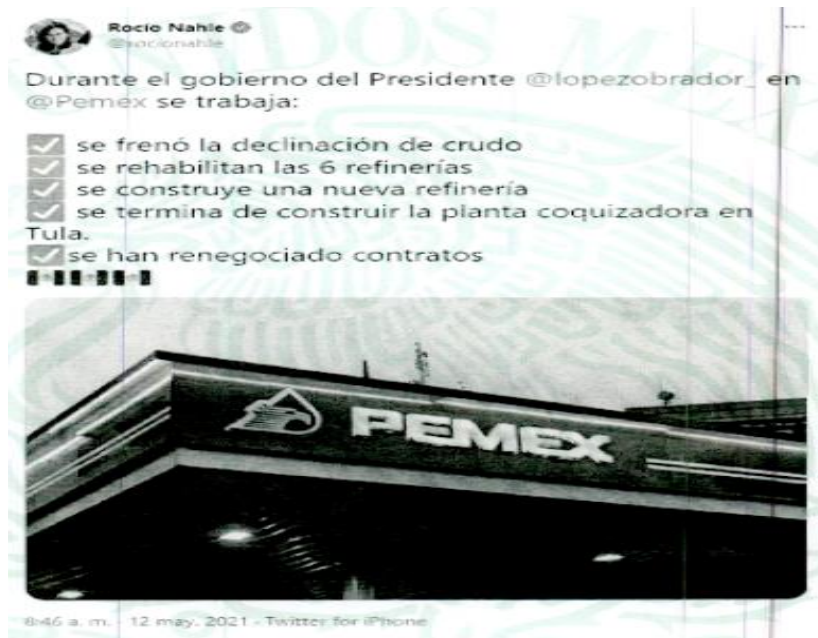 Rocío Nahle
@rocionahle
Durante el gobierno del Presidente @lopezobrador_ en
@Pemex se trabaja:
se frenó la declinación de crudo
se rehabilitan las 6 refinerías
se construye una nueva refinería
se termina de construir la planta coquizadora en
Tula.
se han renegociado contratos
PEMEX
8:46 a. m. · 12 may. 2021 · Twitter for iPhone